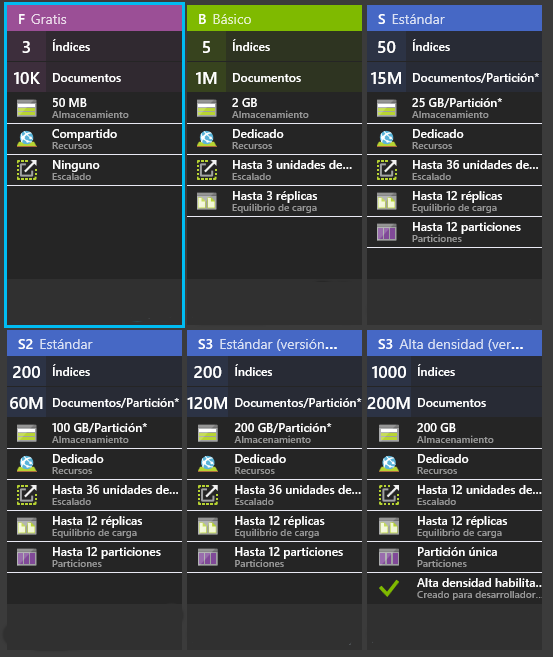 F Gratis
3 Índices
10K Documentos
50 MB
Almacenamiento
Compartido
Recursos
Ninguno
Escalado
B Básico
5 Índices
1M Documentos
2 GB
Almacenamiento
Dedicado
Recursos
Hasta 3 unidades de...
Escalado
Hasta 3 réplicas
Equilibrio de carga
S Estándar
50 Índices
15M Documentos/Partición*
25 GB/Partición*
Almacenamiento
Dedicado
Recursos
Hasta 36 unidades de...
Escalado
Hasta 12 réplicas
Equilibrio de carga
Hasta 12 particiones
Particiones
S2 Estándar
200 Índices
60M Documentos/Partición*
100 GB/Partición*
Almacenamiento
Dedicado
Recursos
Hasta 36 unidades de...
Escalado
Hasta 12 réplicas
Equilibrio de carga
Hasta 12 particiones
Particiones
S3 Estándar (versión...
200 Índices
120M Documentos/Partición*
200 GB/Partición*
Almacenamiento
Dedicado
Recursos
Hasta 36 unidades de...
Escalado
Hasta 12 réplicas
Equilibrio de carga
Hasta 12 particiones
Particiones
S3 Alta densidad (ver...
1000 Índices
200M Documentos
200 GB
Almacenamiento
Dedicado
Recursos
Hasta 12 unidades de...
Escalado
Hasta 12 réplicas
Equilibrio de carga
Partición única
Particiones
Alta densidad habilita...
Creado para desarrollador...